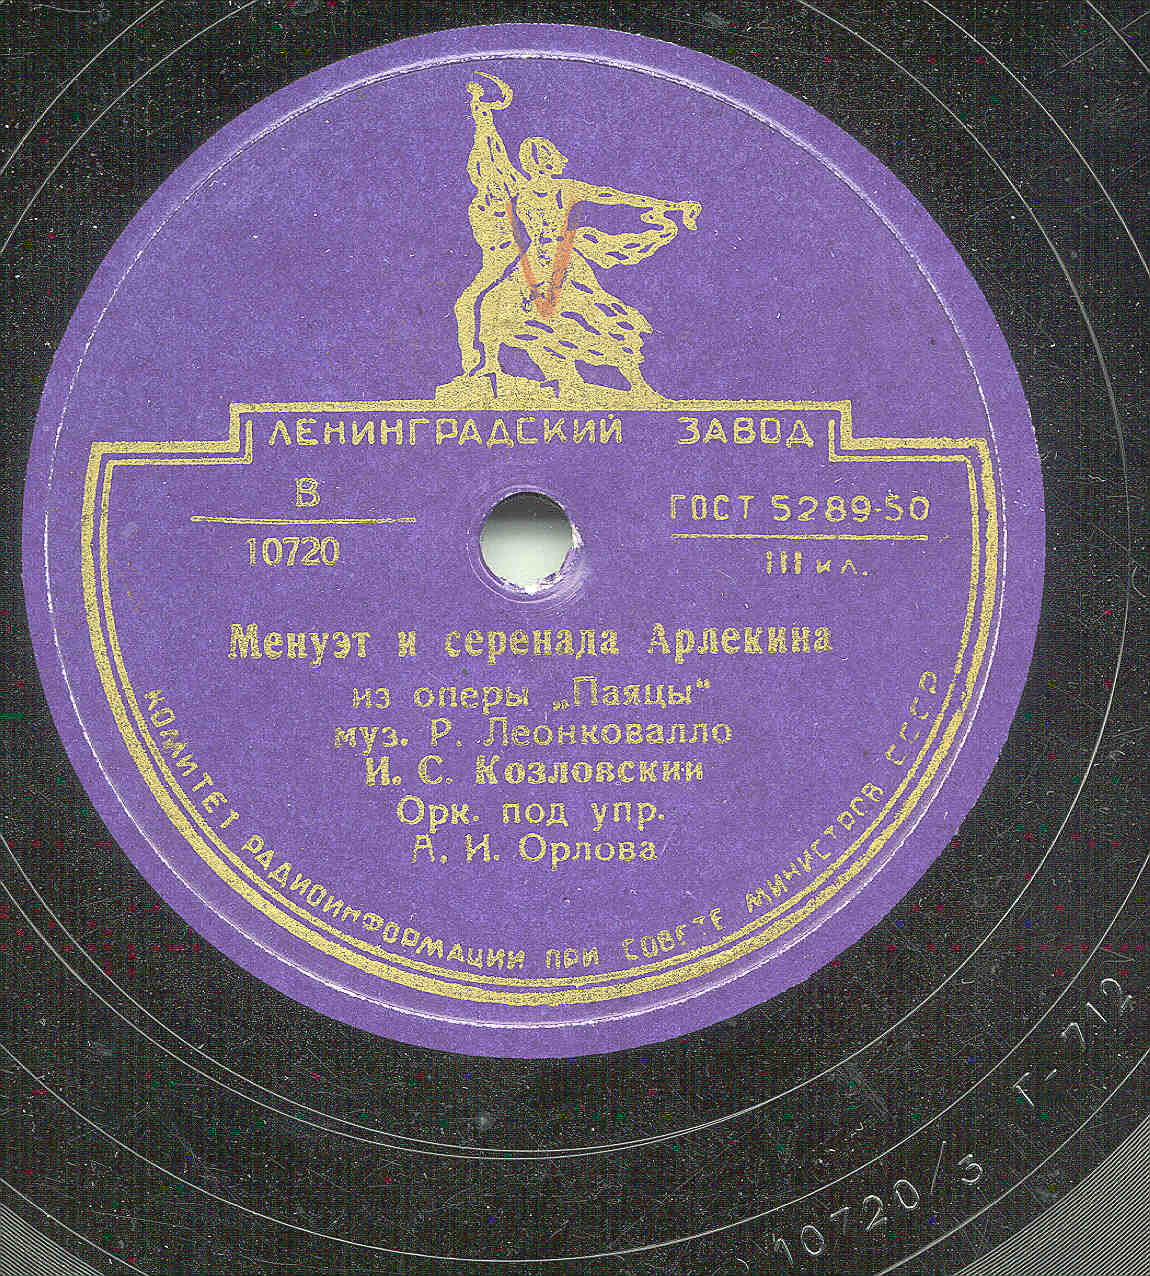 ЛЕНИНГРАДСКИЙ ЗАВОД
В
10720
ГОСТ 5289-50
III и л.
Менуэт и серенада Арлекина
из оперы „Паяцы"
муз. Р. Леонковалло
И. С. Козловский
Орк. под упр.
А. И. Орлова
КОМИТЕТ РАДИОИНФОРМАЦИИ ПРИ СОВЕТЕ МИНИСТРОВ СССР
10720/3
Г-712